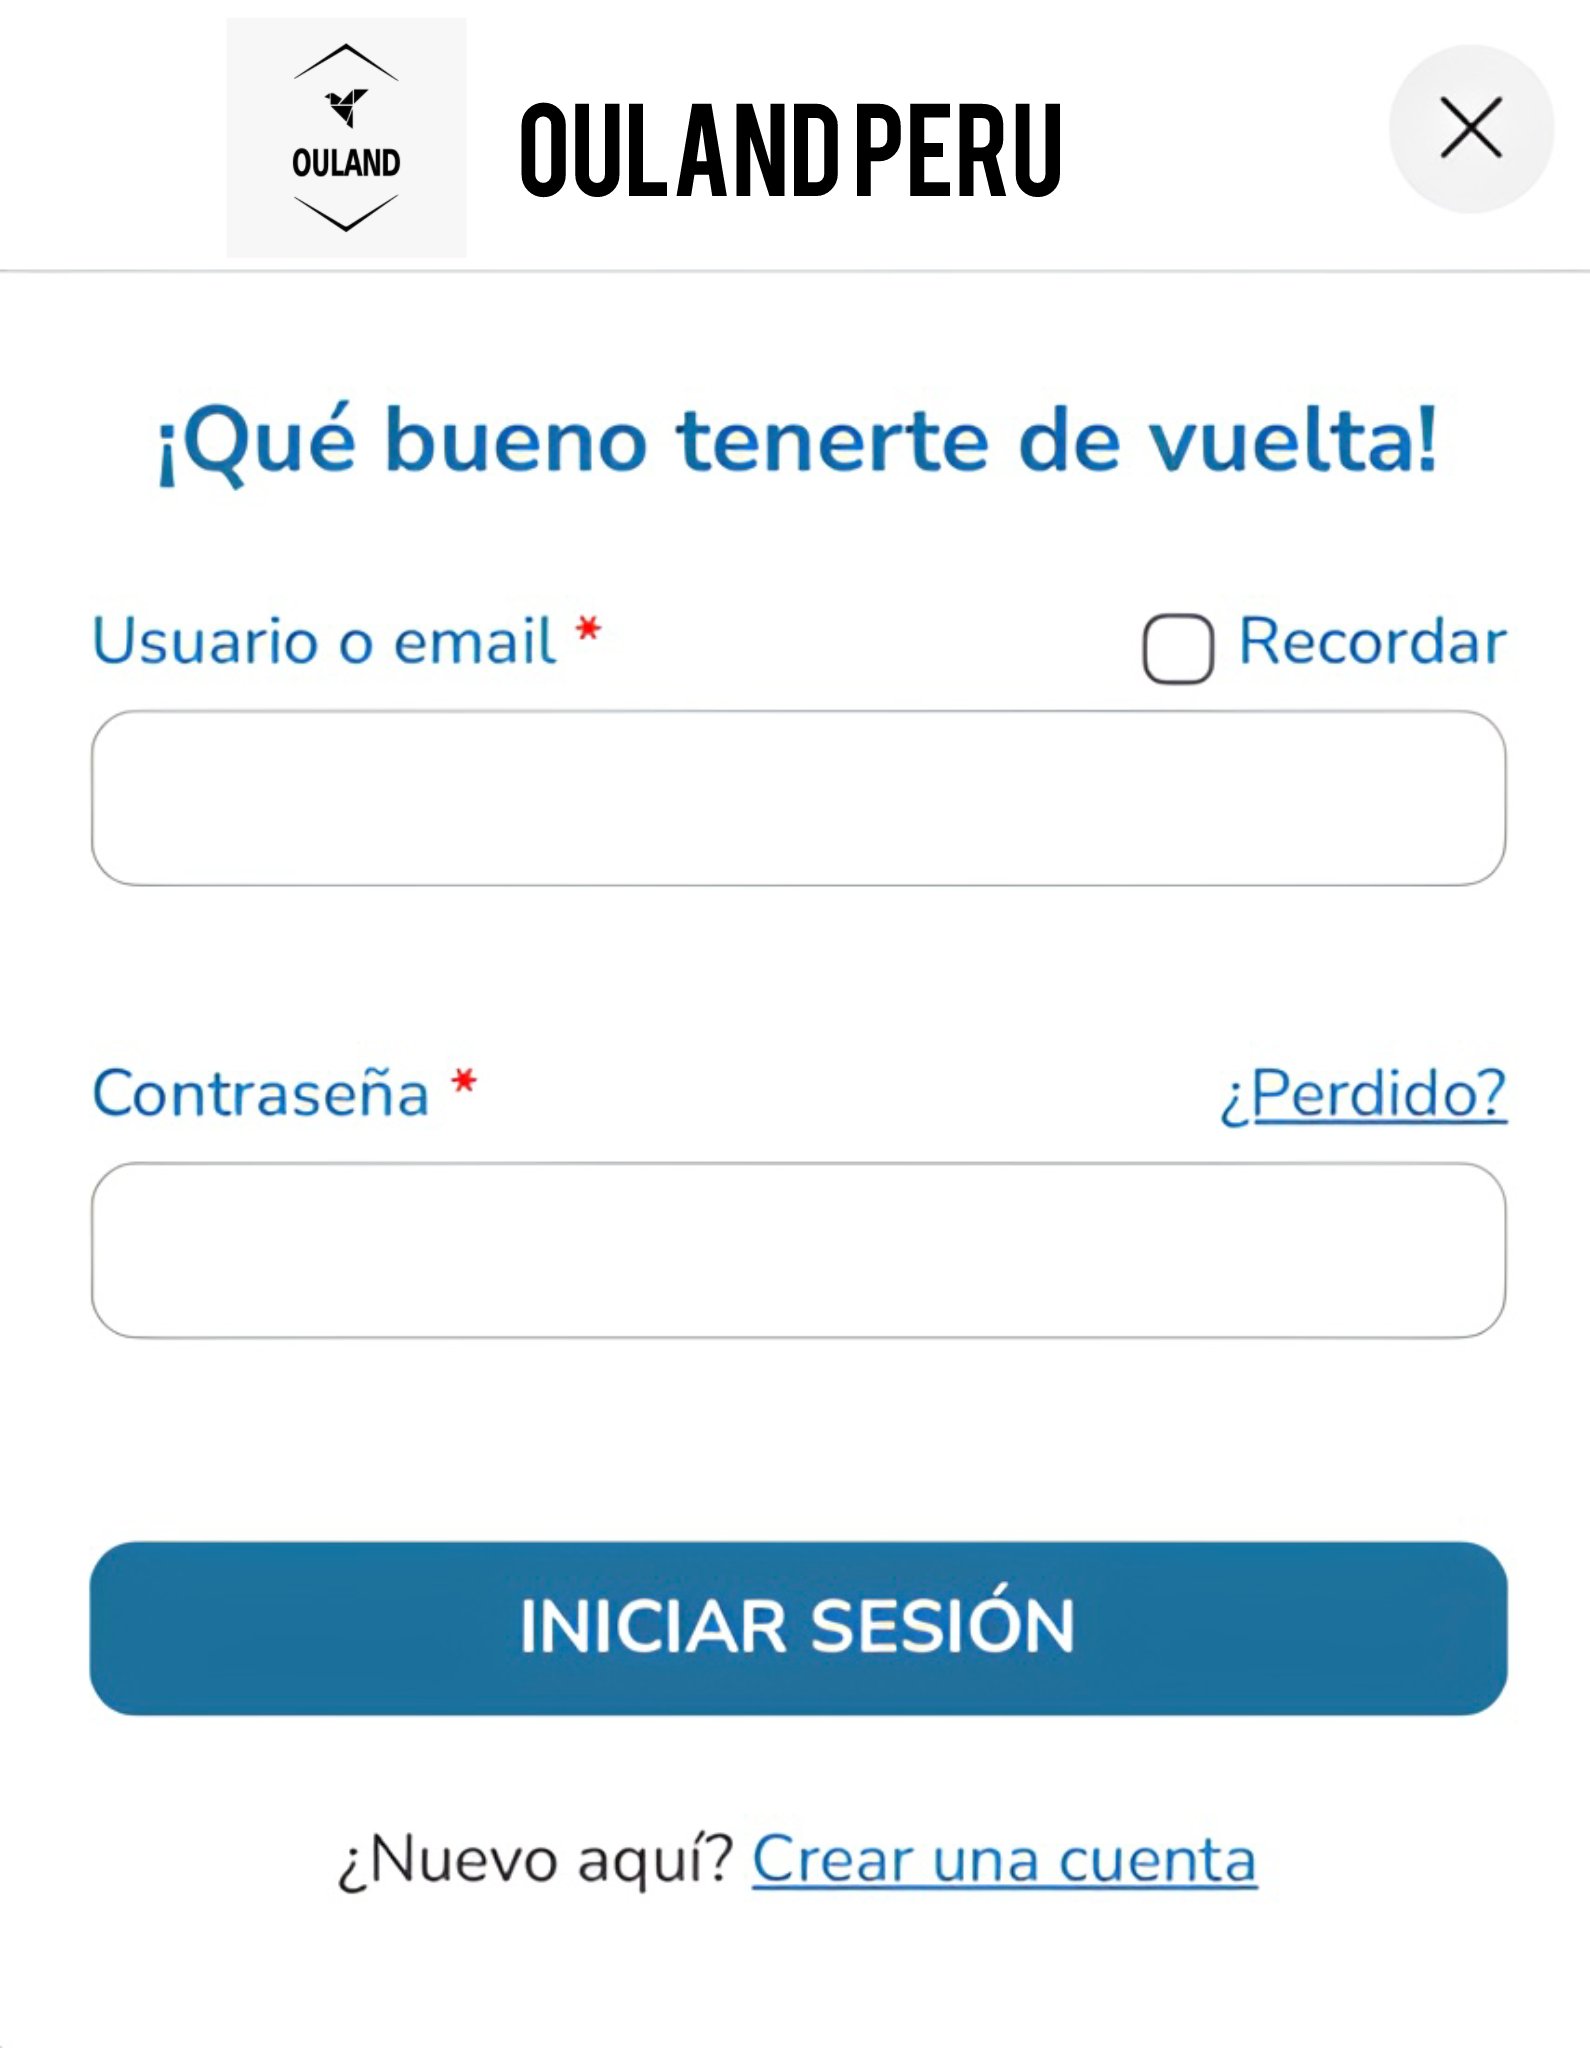 OULAND
OULAND PERU
¡Qué bueno tenerte de vuelta!
Usuario o email *
Recordar
Contraseña *
¿Perdido?
INICIAR SESIÓN
¿Nuevo aquí? Crear una cuenta